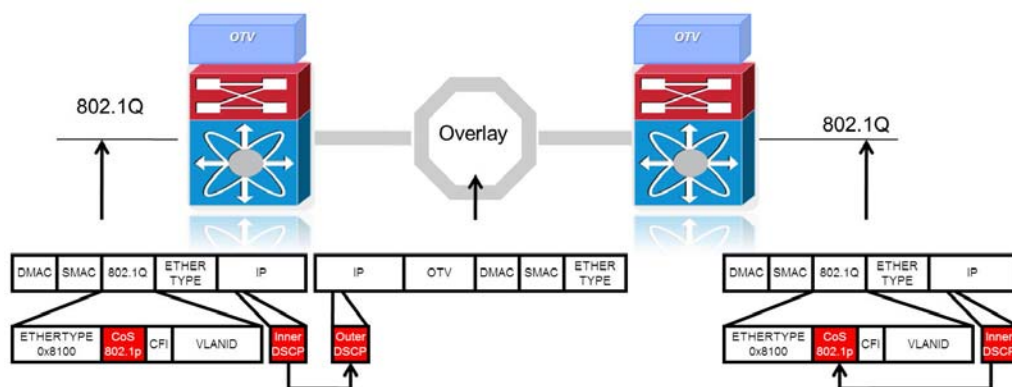 OTV
OTV
802.1Q
Overlay
802.1Q
DMAC SMAC 802.1Q ETHER TYPE IP
IP OTV DMAC SMAC ETHER TYPE
DMAC SMAC 802.1Q ETHER TYPE IP
ETHERTYPE 0x8100 CoS 802.1p CFI VLANID Inner DSCP
Outer DSCP
ETHERTYPE 0x8100 CoS 802.1p CFI VLANID Inner DSCP